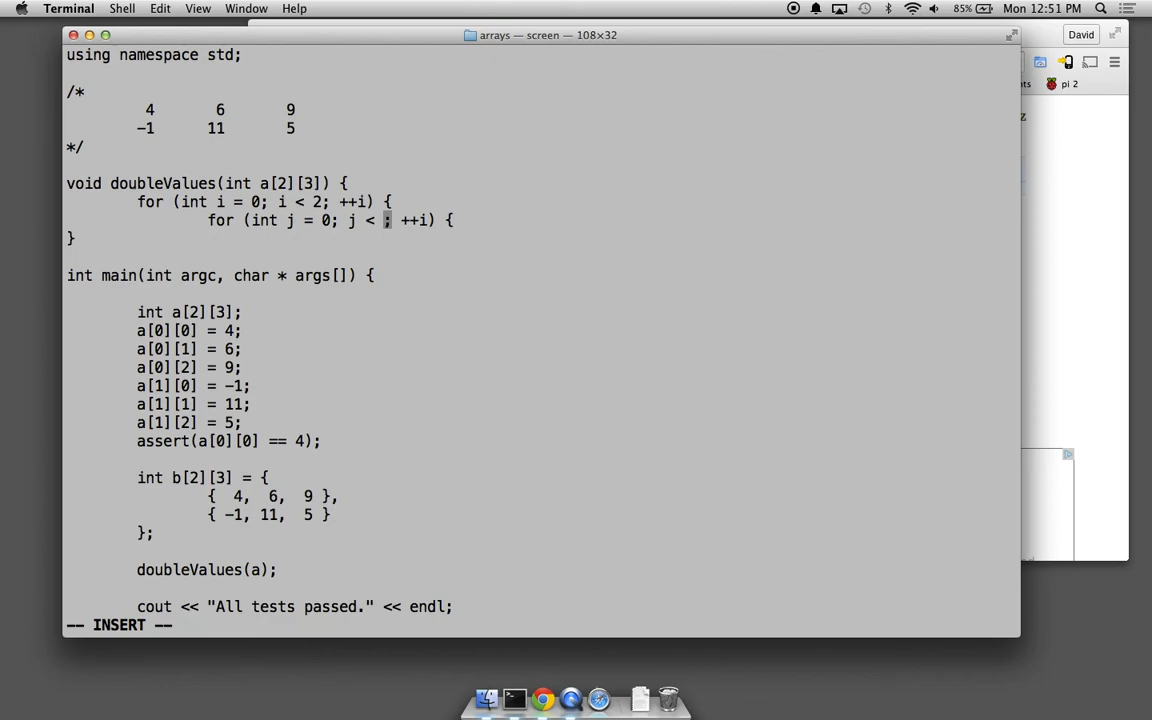 Terminal Shell Edit View Window Help 85% Mon 12:51 PM
arrays — screen — 108×32
David
using namespace std;
nts pi 2
/*
4 6 9
z
-1 11 5
*/
void doubleValues(int a[2][3]) {
for (int i = 0; i < 2; ++i) {
for (int j = 0; j < ; ++i) {
}
int main(int argc, char * args[]) {
int a[2][3];
a[0][0] = 4;
a[0][1] = 6;
a[0][2] = 9;
a[1][0] = -1;
a[1][1] = 11;
a[1][2] = 5;
assert(a[0][0] == 4);
int b[2][3] = {
{ 4, 6, 9 },
{ -1, 11, 5 }
};
doubleValues(a);
cout << "All tests passed." << endl;
-- INSERT --